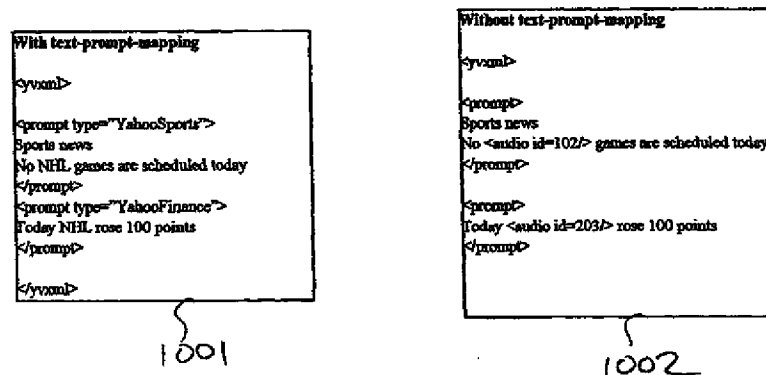 With text-prompt-mapping
<yvxml>
<prompt type="YahooSports">
Sports news
No NHL games are scheduled today
</prompt>
<prompt type="YahooFinance">
Today NHL rose 100 points
</prompt>
</yvxml>
1001
Without text-prompt-mapping
<yvxml>
<prompt>
Sports news
No <audio id=102/> games are scheduled today
</prompt>
<prompt>
Today <audio id=203/> rose 100 points
</prompt>
1002